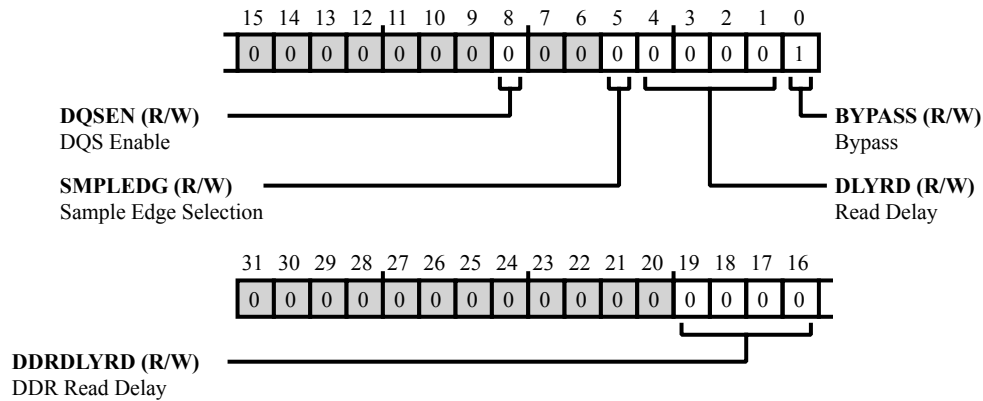 15 14 13 12 11 10 9 8 7 6 5 4 3 2 1 0
0 0 0 0 0 0 0 0 0 0 0 0 0 0 0 1
DQSEN (R/W)
DQS Enable
BYPASS (R/W)
Bypass
SMPLEDG (R/W)
Sample Edge Selection
DLYRD (R/W)
Read Delay
31 30 29 28 27 26 25 24 23 22 21 20 19 18 17 16
0 0 0 0 0 0 0 0 0 0 0 0 0 0 0 0
DDRDLYRD (R/W)
DDR Read Delay